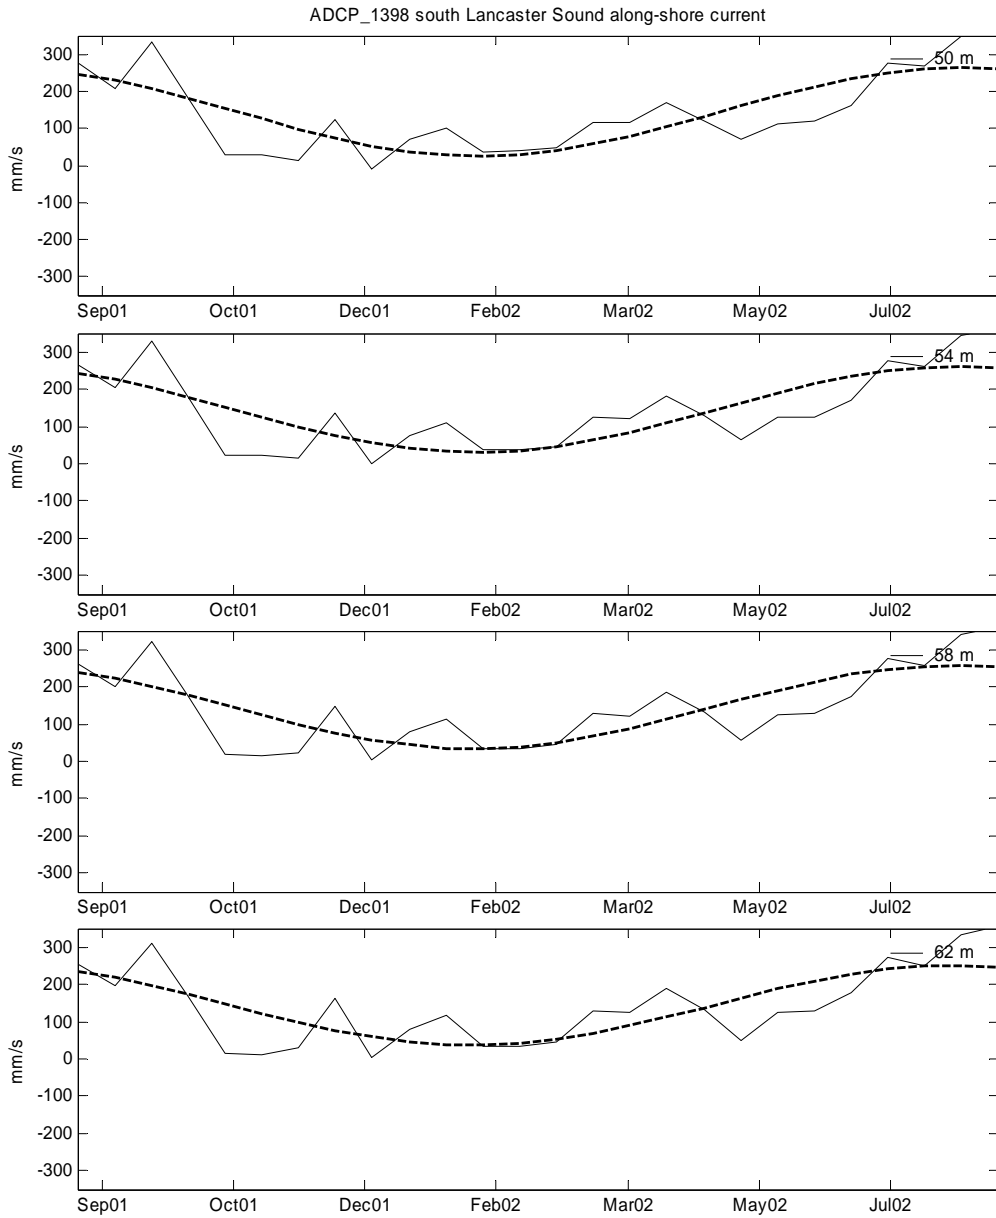 ADCP_1398 south Lancaster Sound along-shore current
300
200
100
0
-100
-200
-300
mm/s
50 m
Sep01 Oct01 Dec01 Feb02 Mar02 May02 Jul02
300
200
100
0
-100
-200
-300
mm/s
54 m
Sep01 Oct01 Dec01 Feb02 Mar02 May02 Jul02
300
200
100
0
-100
-200
-300
mm/s
58 m
Sep01 Oct01 Dec01 Feb02 Mar02 May02 Jul02
300
200
100
0
-100
-200
-300
mm/s
62 m
Sep01 Oct01 Dec01 Feb02 Mar02 May02 Jul02